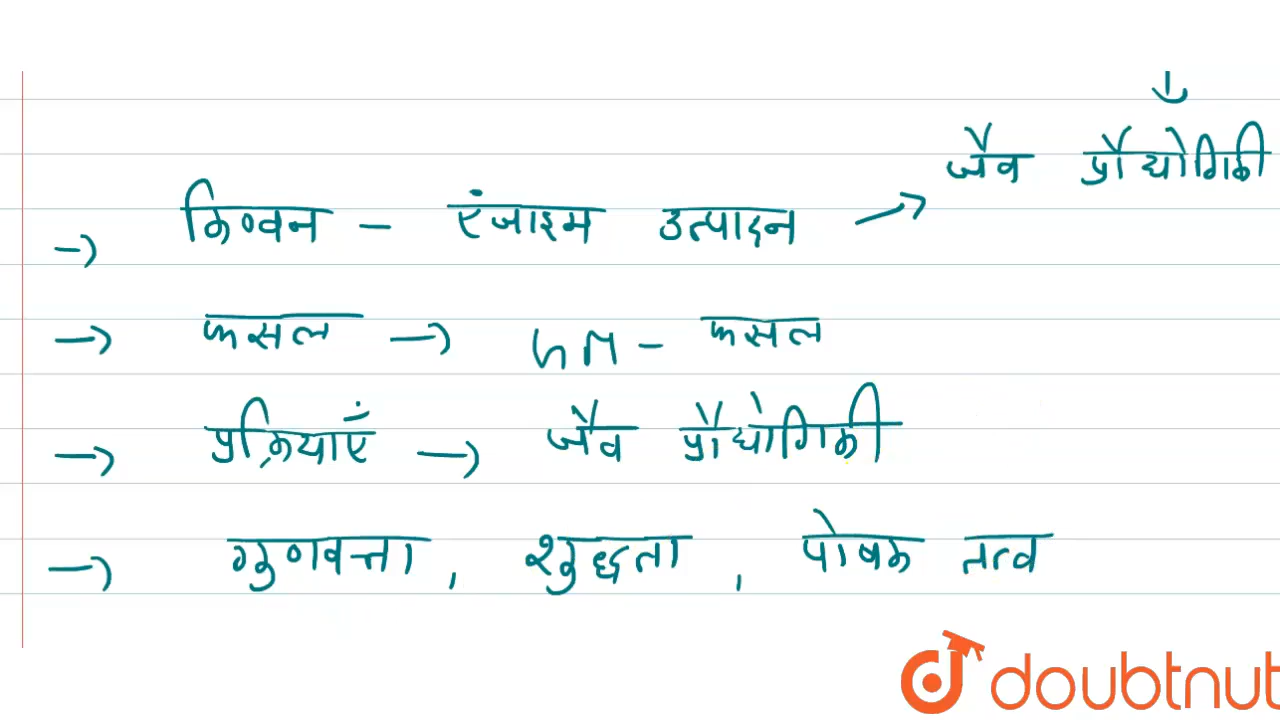 ↓
जैव प्रौद्योगिकी
→ किण्वन – एंजाइम उत्पादन →
→ फसल → GM – फसल
→ प्रक्रियाएं → जैव प्रौद्योगिकी
→ गुणवत्ता, शुद्धता, पोषक तत्व
doubtnut